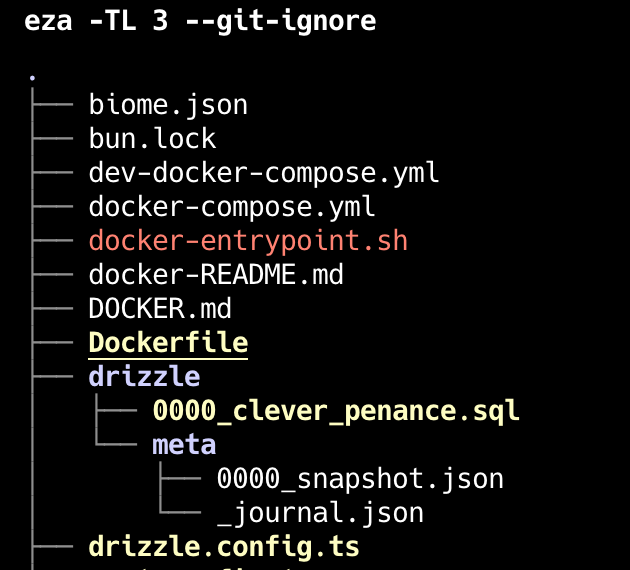 eza -TL 3 --git-ignore
.
├── biome.json
├── bun.lock
├── dev-docker-compose.yml
├── docker-compose.yml
├── docker-entrypoint.sh
├── docker-README.md
├── DOCKER.md
├── Dockerfile
├── drizzle
│   ├── 0000_clever_penance.sql
│   └── meta
│       ├── 0000_snapshot.json
│       └── _journal.json
├── drizzle.config.ts